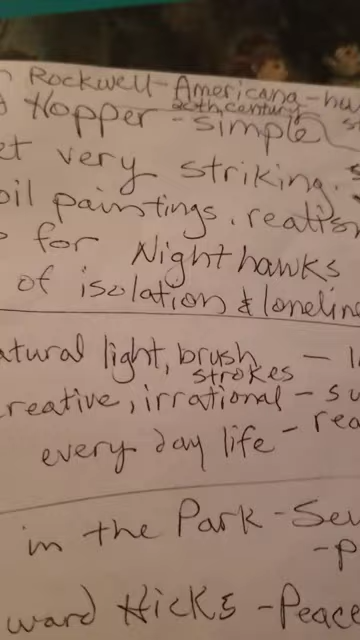 Rockwell - Americana - hu
20th century
Hopper - simple
et very striking.
oil paintings. realism
for Nighthawks
of isolation & loneline
atural light, brush
strokes
reative, irrational - su
every day life - rea
in the Park - Seu
- p
ward Hicks - Peace